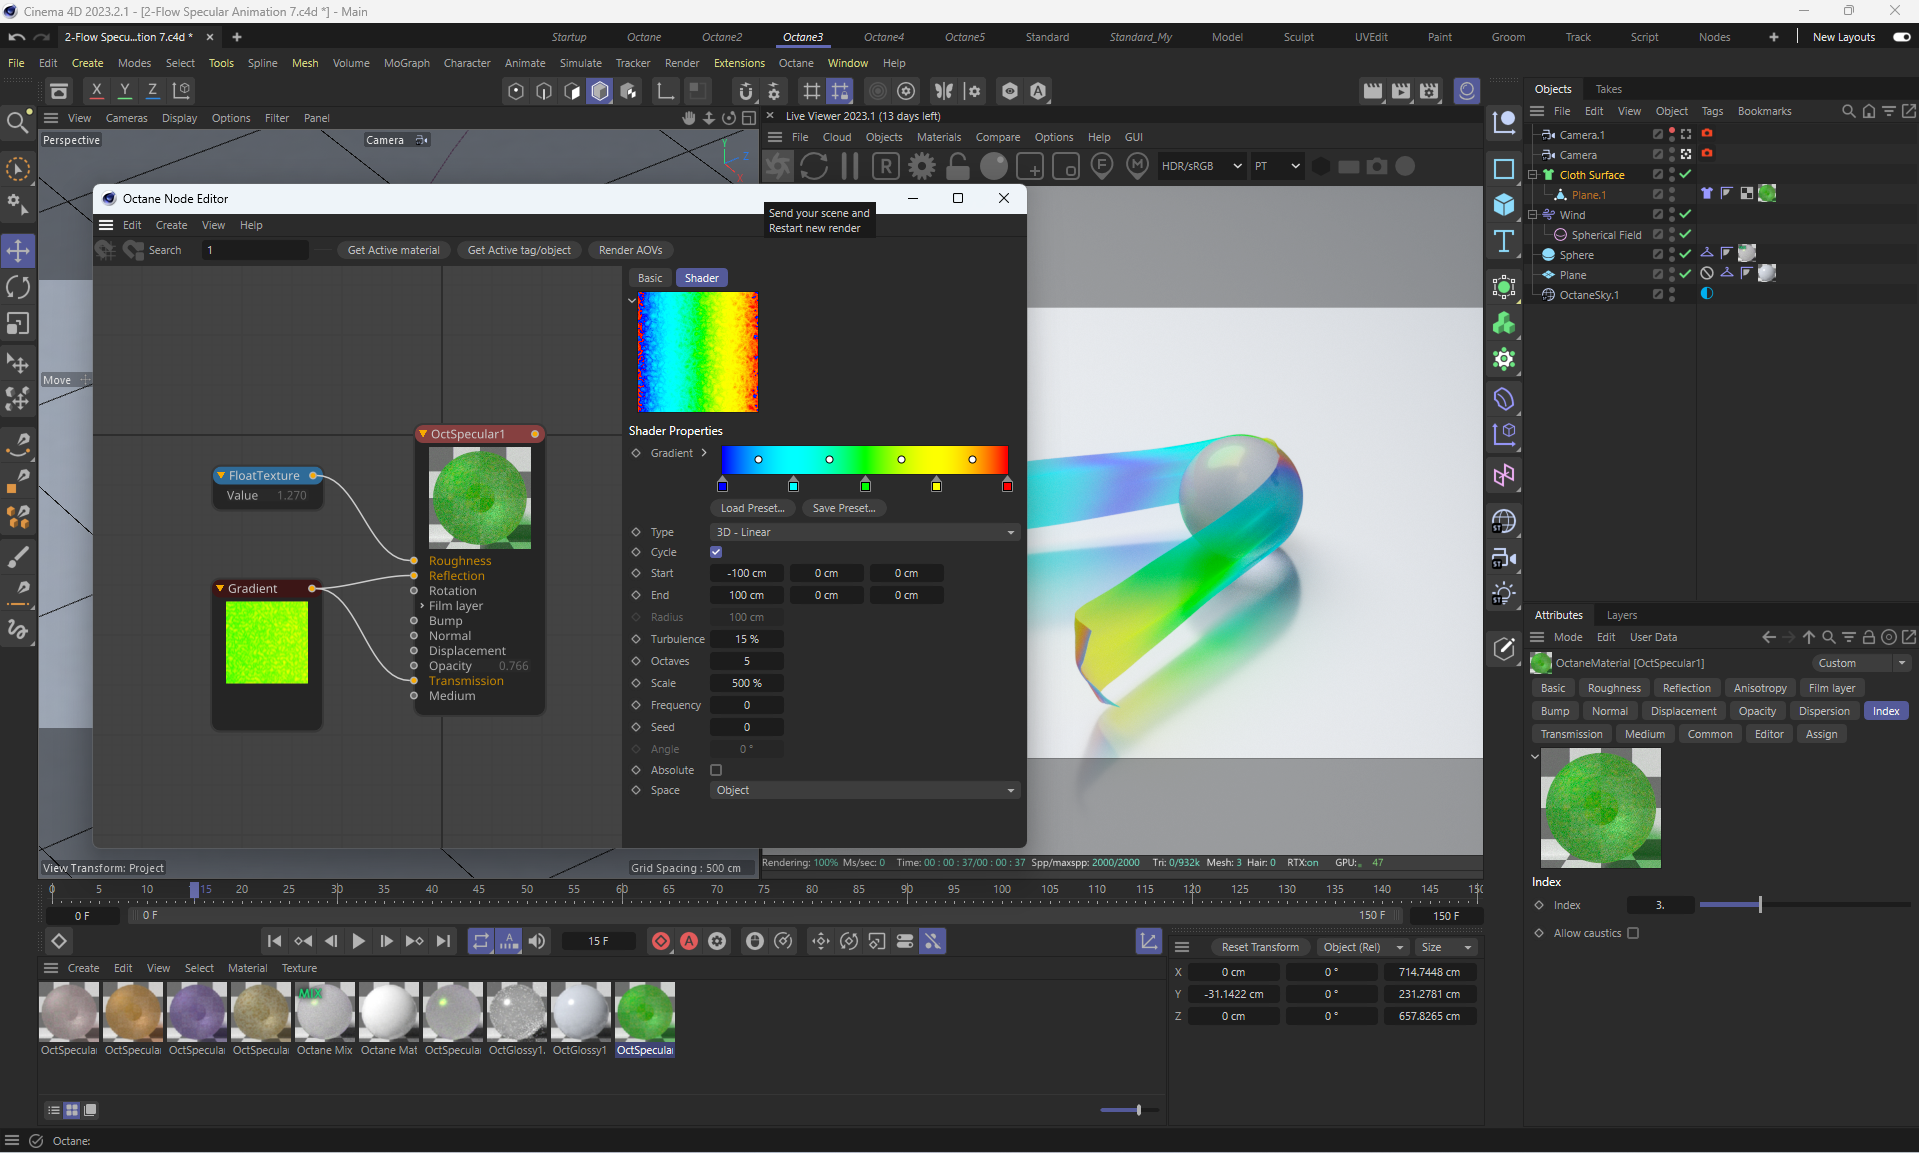 Cinema 4D 2023.2.1 - [2-Flow Specular Animation 7.c4d *] - Main
2-Flow Specu...tion 7.c4d *
Startup Octane Octane2 Octane3 Octane4 Octane5 Standard Standard_My Model Sculpt UVEdit Paint Groom Track Script Nodes New Layouts
File Edit Create Modes Select Tools Spline Mesh Volume MoGraph Character Animate Simulate Tracker Render Extensions Octane Window Help
X Y Z
View Cameras Display Options Filter Panel
Perspective
Camera
Move
View Transform: Project
Grid Spacing : 500 cm
Octane Node Editor
Edit Create View Help
Search 1 Get Active material Get Active tag/object Render AOVs
FloatTexture
Value 1.270
Gradient
OctSpecular1
Roughness
Reflection
Rotation
Film layer
Bump
Normal
Displacement
Opacity 0.766
Transmission
Medium
Basic Shader
Shader Properties
Gradient
Load Preset... Save Preset...
Type 3D - Linear
Cycle
Start -100 cm 0 cm 0 cm
End 100 cm 0 cm 0 cm
Radius 100 cm
Turbulence 15 %
Octaves 5
Scale 500 %
Frequency 0
Seed 0
Angle 0 °
Absolute
Space Object
Live Viewer 2023.1 (13 days left)
File Cloud Objects Materials Compare Options Help GUI
R F M HDR/sRGB PT
Send your scene and
Restart new render
Rendering: 100% Ms/sec: 0 Time: 00 : 00 : 37/00 : 00 : 37 Spp/maxspp: 2000/2000 Tri: 0/932k Mesh: 3 Hair: 0 RTX:on GPU: 47
0 5 10 15 20 25 30 35 40 45 50 55 60 65 70 75 80 85 90 95 100 105 110 115 120 125 130 135 140 145 150
0 F 0 F 150 F 150 F
15 F
Create Edit View Select Material Texture
MIX
OctSpecular OctSpecular OctSpecular OctSpecular Octane Mix Octane Mat OctSpecular OctGlossy1. OctGlossy1 OctSpecular
Reset Transform Object (Rel) Size
X 0 cm 0 ° 714.7448 cm
Y -31.1422 cm 0 ° 231.2781 cm
Z 0 cm 0 ° 657.8265 cm
Objects Takes
File Edit View Object Tags Bookmarks
Camera.1
Camera
Cloth Surface
Plane.1
Wind
Spherical Field
Sphere
Plane
OctaneSky.1
Attributes Layers
Mode Edit User Data
OctaneMaterial [OctSpecular1] Custom
Basic Roughness Reflection Anisotropy Film layer
Bump Normal Displacement Opacity Dispersion Index
Transmission Medium Common Editor Assign
Index
Index 3.
Allow caustics
Octane: